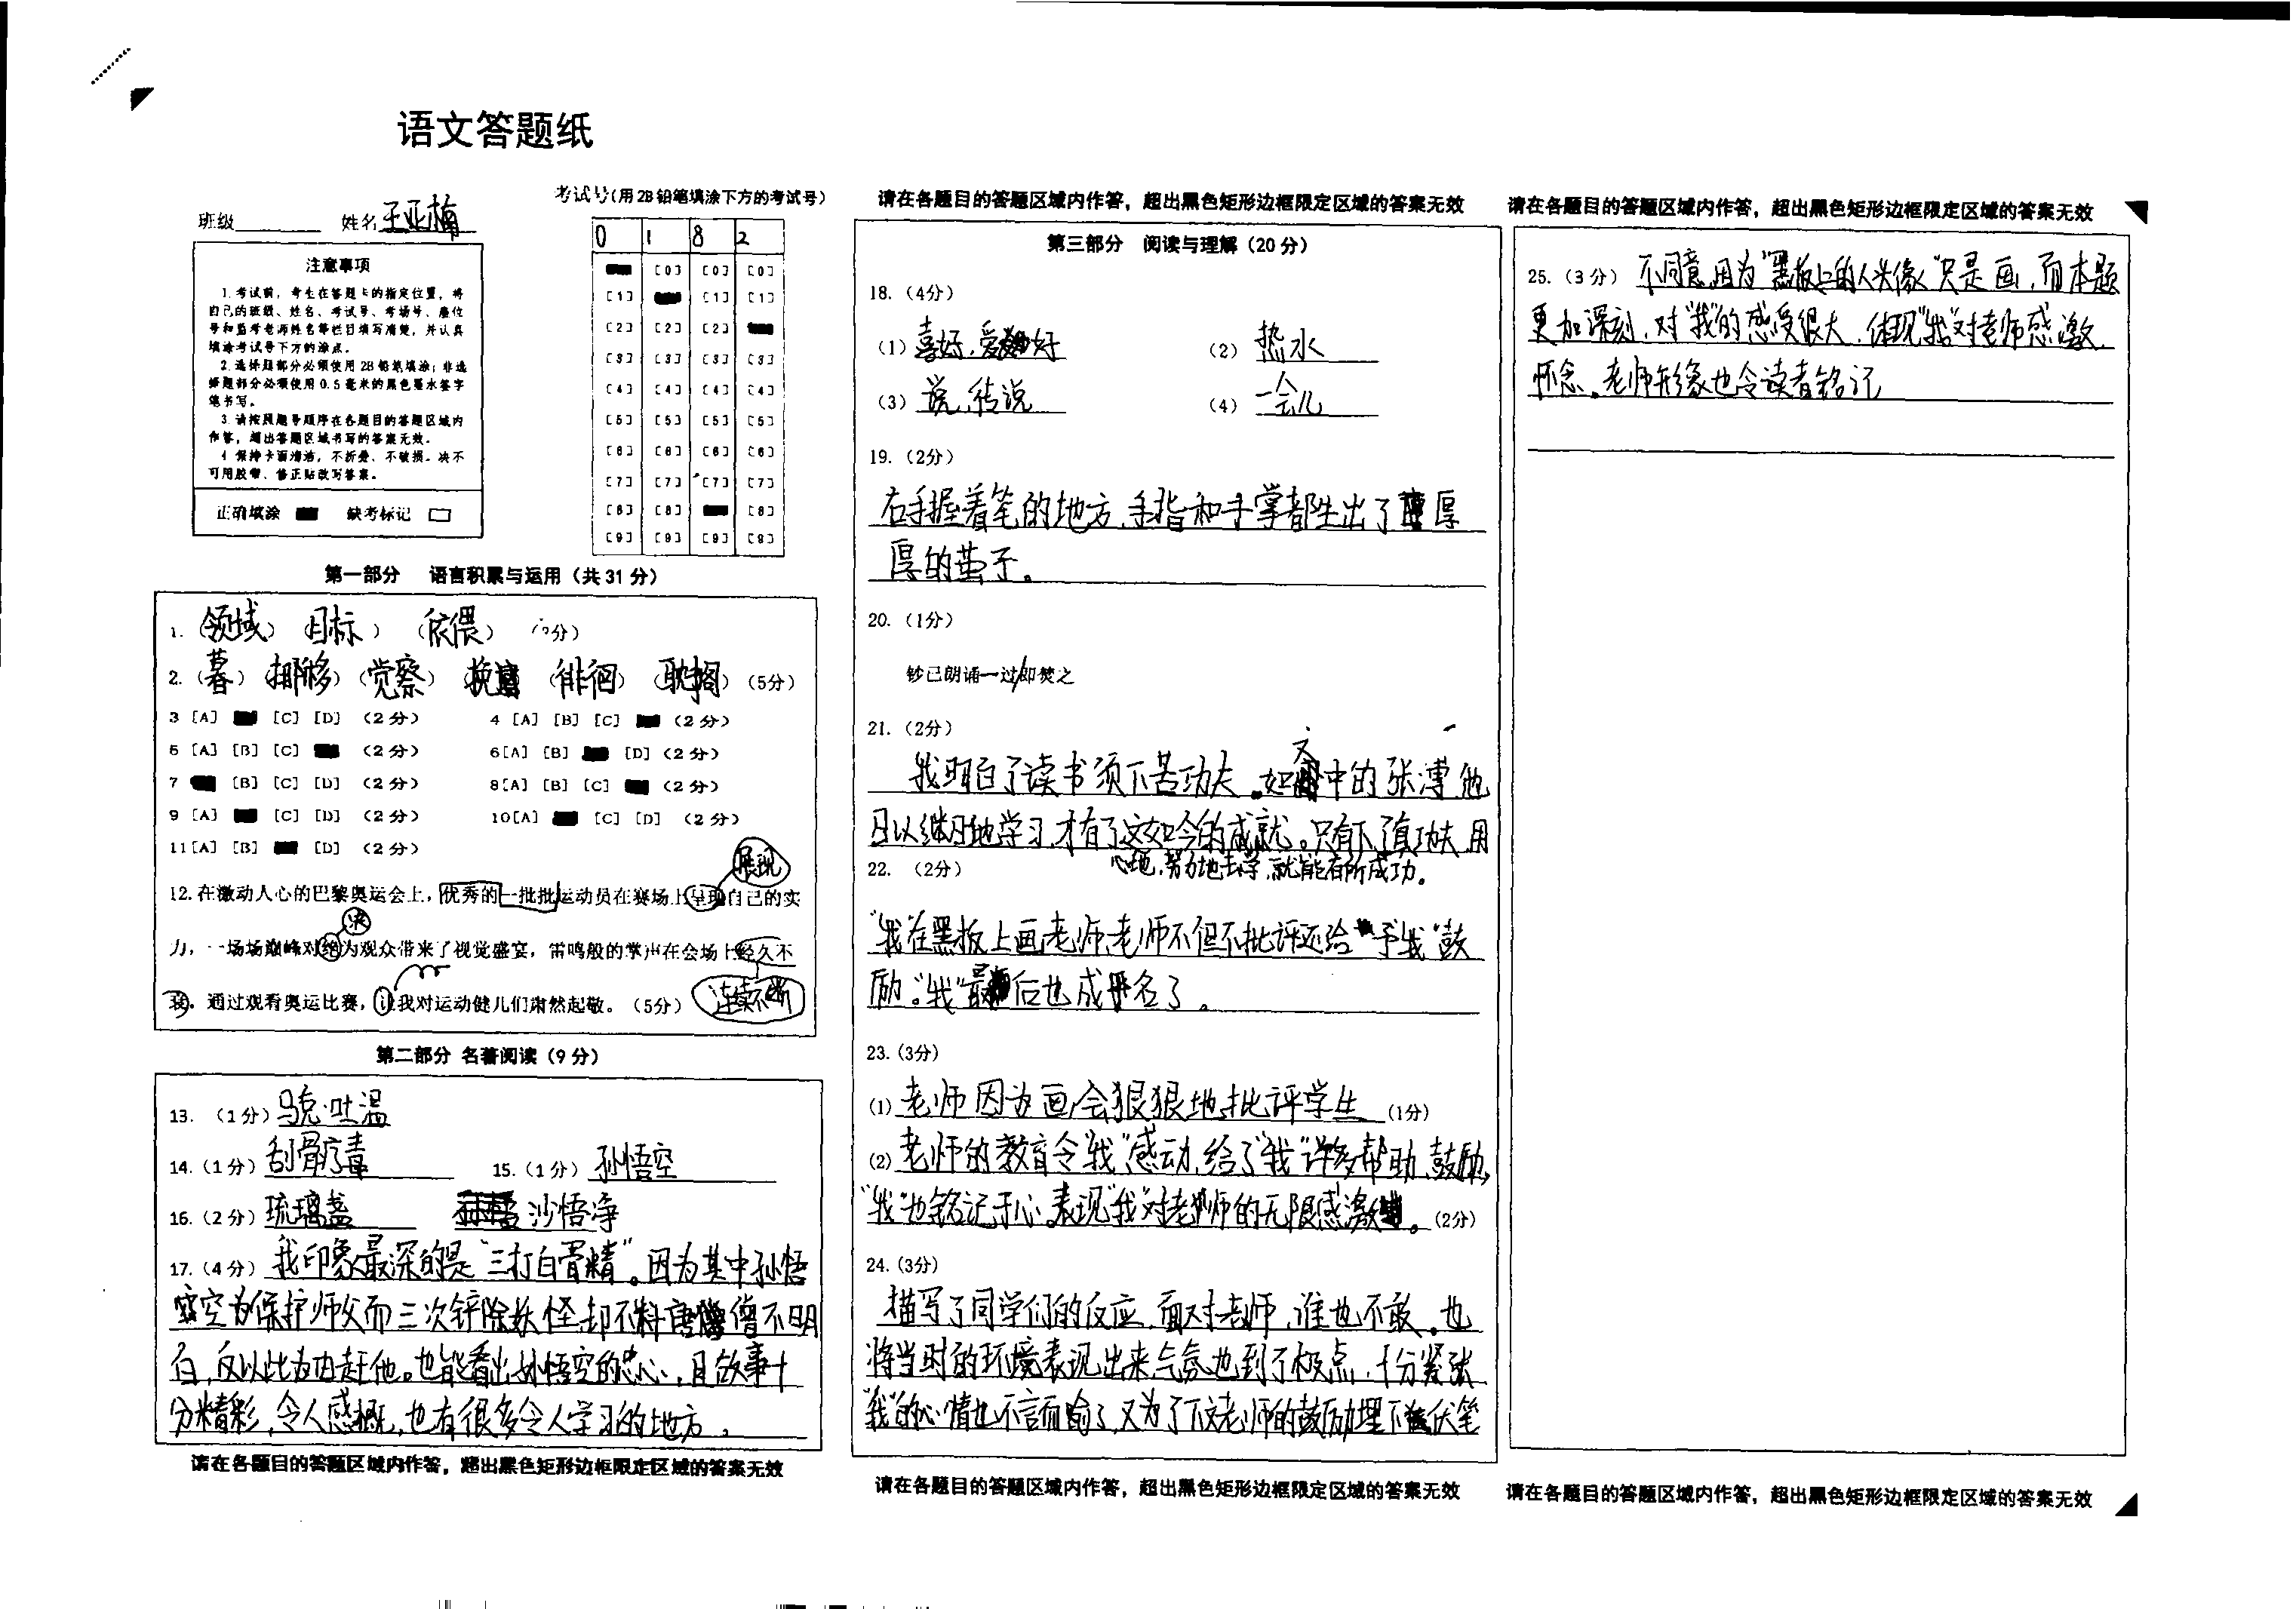 语文答题纸
班级
姓名 王亚楠
考试号(用2B铅笔填涂下方的考试号)
0 1 8 2
[0] [0] [0]
[1] [1] [1]
[2] [2] [2]
[3] [3] [3] [3]
[4] [4] [4] [4]
[5] [5] [5] [5]
[6] [6] [6] [6]
[7] [7] [7] [7]
[8] [8] [8]
[9] [9] [9] [9]
注意事项
1.考试前,考生在答题卡的指定位置,将
自己的班级、姓名、考试号、考场号、座位
号和监考老师姓名等栏目填写清楚,并认真
填涂考试号下方的涂点。
2.选择题部分必须使用2B铅笔填涂;非选
择题部分必须使用0.5毫米的黑色墨水签字
笔书写。
3.请按照题号顺序在各题目的答题区域内
作答,超出答题区域书写的答案无效。
4 保持卡面清洁,不折叠、不破损。决不
可用胶带、修正贴改写答案。
正确填涂 缺考标记
第一部分 语言积累与运用(共31分)
1.(领域)(目标)(依偎)
2.(暮)(挪移)(觉察) (徘徊)(耽搁)(5分)
3 [A] [C] [D] (2分) 4 [A] [B] [C] (2分)
5 [A] [B] [C] (2分) 6[A] [B] [D] (2分)
7 [B] [C] [D] (2分) 8[A] [B] [C] (2分)
9 [A] [C] [D] (2分) 10[A] [C] [D] (2分)
11[A] [B] [D] (2分)
展现
12.在激动人心的巴黎奥运会上,优秀的一批批运动员在赛场上呈现自己的实
决
力,一场场巅峰对绝为观众带来了视觉盛宴,雷鸣般的掌声在会场上经久不
衰。通过观看奥运比赛,让我对运动健儿们肃然起敬。(5分) 连续不断
第二部分 名著阅读(9分)
13.(1分)马克·吐温
14.(1分)刮骨疗毒 15.(1分)孙悟空
16.(2分)琉璃盏 沙悟净
17.(4分)我印象最深的是“三打白骨精”。因为其中孙悟
空为保护师父而三次铲除妖怪,却不料唐僧不明
白,反以此为由赶他。也能看出孙悟空的忠心,且故事十
分精彩,令人感慨,也有很多令人学习的地方。
请在各题目的答题区域内作答,超出黑色矩形边框限定区域的答案无效
请在各题目的答题区域内作答,超出黑色矩形边框限定区域的答案无效
第三部分 阅读与理解(20分)
18.(4分)
(1)喜好,爱好 (2)热水
(3)说,传说 (4)一会儿
19.(2分)
右手握着笔的地方,手指和手掌都生出了厚
厚的茧子。
20.(1分)
钞已朗诵一过/即焚之
21.(2分)
我明白了读书须下苦功夫。如文中的张溥他
日以继日地学习,才有了这如今的成就。只有下了真功夫,用
心地,努力地去学,就能有所成功。
22.(2分)
“我”在黑板上画老师,老师不但不批评还给予“我”鼓
励。“我”最后也成名了。
23.(3分)
(1)老师因为画会狠狠地批评学生 (1分)
(2)老师的教育令“我”感动,给了“我”许多帮助,鼓励,
“我”也铭记于心。表现“我”对老师的无限感激。(2分)
24.(3分)
描写了同学们的反应,面对老师,谁也不敢。也
将当时的环境表现出来气氛也到了极点,十分紧张
“我”的心情也不言而喻了,又为了下文老师的鼓励埋下伏笔
请在各题目的答题区域内作答,超出黑色矩形边框限定区域的答案无效
请在各题目的答题区域内作答,超出黑色矩形边框限定区域的答案无效
25.(3分)不同意,因为“黑板上的人头像”只是画,而本题
更加深刻,对“我”的感受很大,体现“我”对老师感激,
怀念。老师形象也令读者铭记
请在各题目的答题区域内作答,超出黑色矩形边框限定区域的答案无效